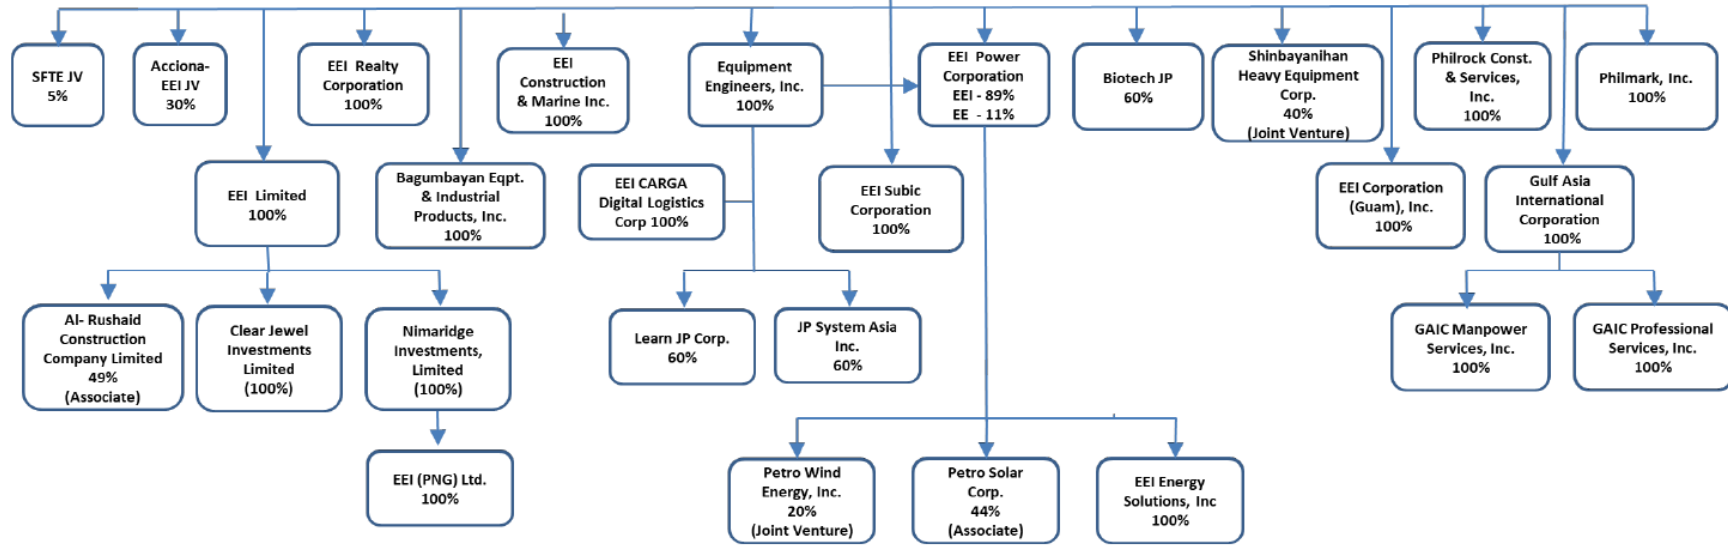 SFTE JV
5%
Acciona-
EEI JV
30%
EEI Realty
Corporation
100%
EEI
Construction
& Marine Inc.
100%
Equipment
Engineers, Inc.
100%
EEI Power
Corporation
EEI - 89%
EE - 11%
Biotech JP
60%
Shinbayanihan
Heavy Equipment
Corp.
40%
(Joint Venture)
Philrock Const.
& Services,
Inc.
100%
Philmark, Inc.
100%
EEI Limited
100%
Bagumbayan Eqpt.
& Industrial
Products, Inc.
100%
EEI CARGA
Digital Logistics
Corp 100%
EEI Subic
Corporation
100%
EEI Corporation
(Guam), Inc.
100%
Gulf Asia
International
Corporation
100%
Al- Rushaid
Construction
Company Limited
49%
(Associate)
Clear Jewel
Investments
Limited
(100%)
Nimaridge
Investments,
Limited
(100%)
Learn JP Corp.
60%
JP System Asia
Inc.
60%
GAIC Manpower
Services, Inc.
100%
GAIC Professional
Services, Inc.
100%
EEI (PNG) Ltd.
100%
Petro Wind
Energy, Inc.
20%
(Joint Venture)
Petro Solar
Corp.
44%
(Associate)
EEI Energy
Solutions, Inc
100%